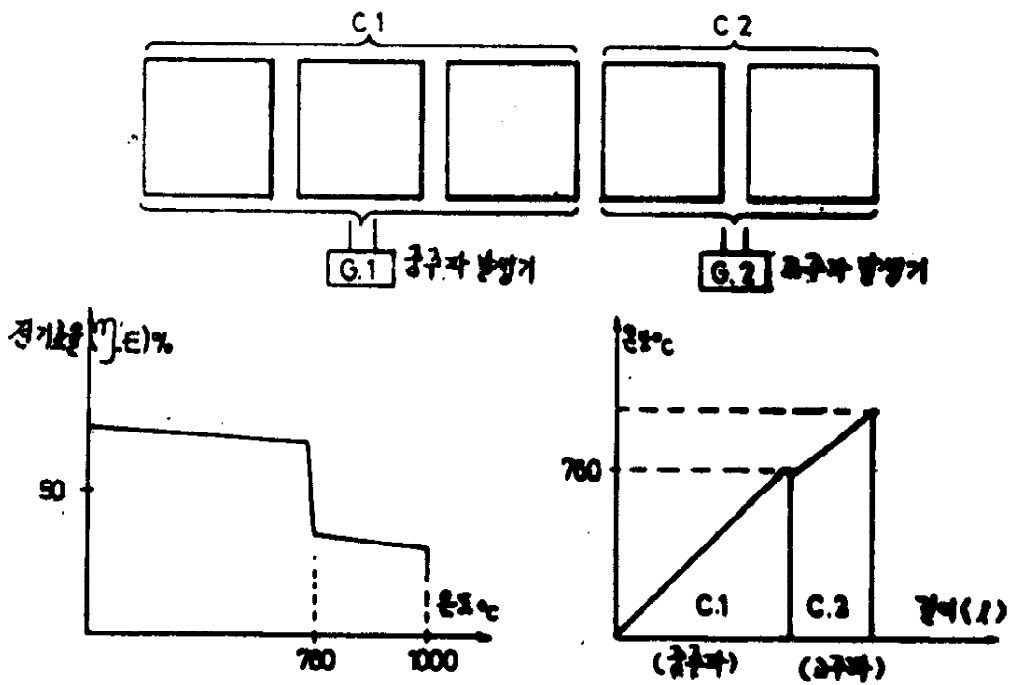 C 1 C 2
G.1 중주파 발생기 G.2 고주파 발생기
전기효율(η.E)%
50
760 1000
온도 °C
온도 °C
760
C.1 C.2
길이(ℓ)
(중주파) (고주파)